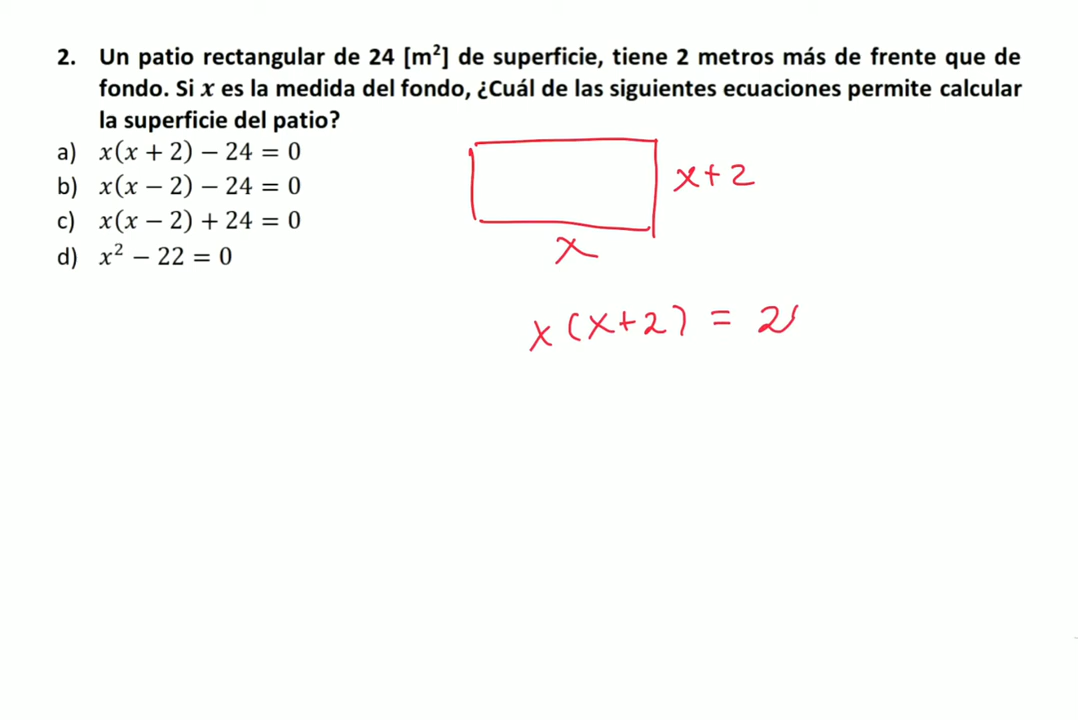 2. Un patio rectangular de 24 [m²] de superficie, tiene 2 metros más de frente que de
fondo. Si x es la medida del fondo, ¿Cuál de las siguientes ecuaciones permite calcular
la superficie del patio?
a) x(x + 2) − 24 = 0
b) x(x − 2) − 24 = 0
c) x(x − 2) + 24 = 0
d) x² − 22 = 0
x+2
x
x(x+2) = 2